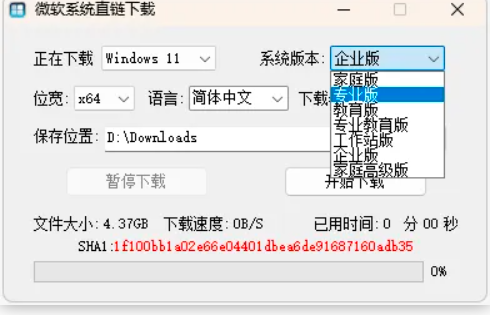 微软系统直链下载
正在下载 Windows 11 系统版本: 企业版
家庭版
专业版
教育版
专业教育版
工作站版
企业版
家庭高级版
位宽: x64 语言: 简体中文 下载
保存位置: D:\Downloads
暂停下载 开始下载
文件大小: 4.37GB 下载速度: 0B/S 已用时间: 0 分 00 秒
SHA1:1f100bb1a02e66e04401dbea6de91687160adb35
0%